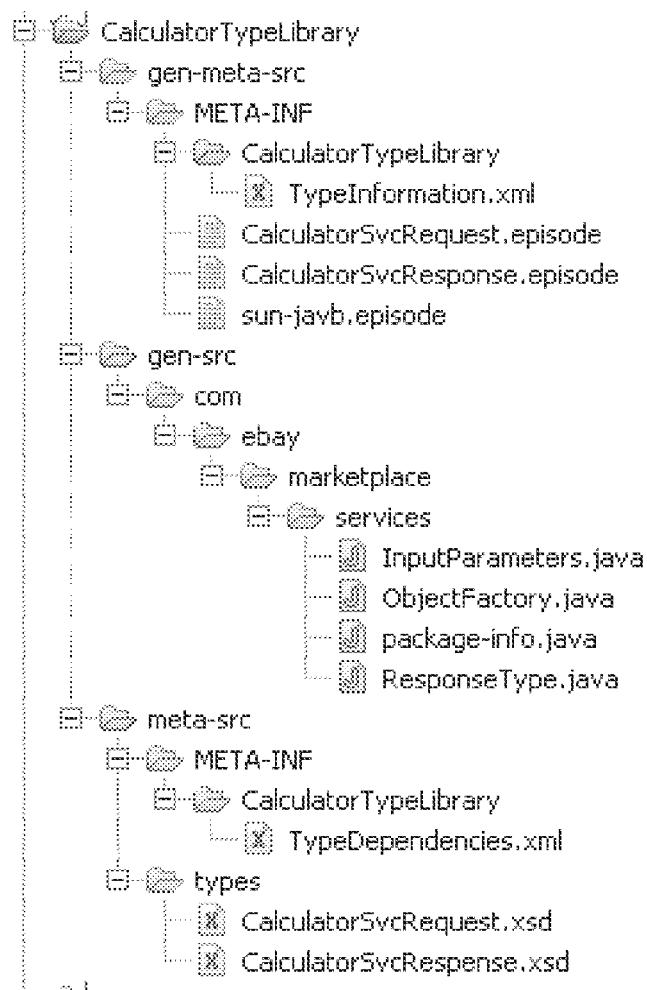 CalculatorTypeLibrary
gen-meta-src
META-INF
CalculatorTypeLibrary
TypeInformation.xml
CalculatorSvcRequest.episode
CalculatorSvcResponse.episode
sun-javb.episode
gen-src
com
ebay
marketplace
services
InputParameters.java
ObjectFactory.java
package-info.java
ResponseType.java
meta-src
META-INF
CalculatorTypeLibrary
TypeDependencies.xml
types
CalculatorSvcRequest.xsd
CalculatorSvcRespense.xsd